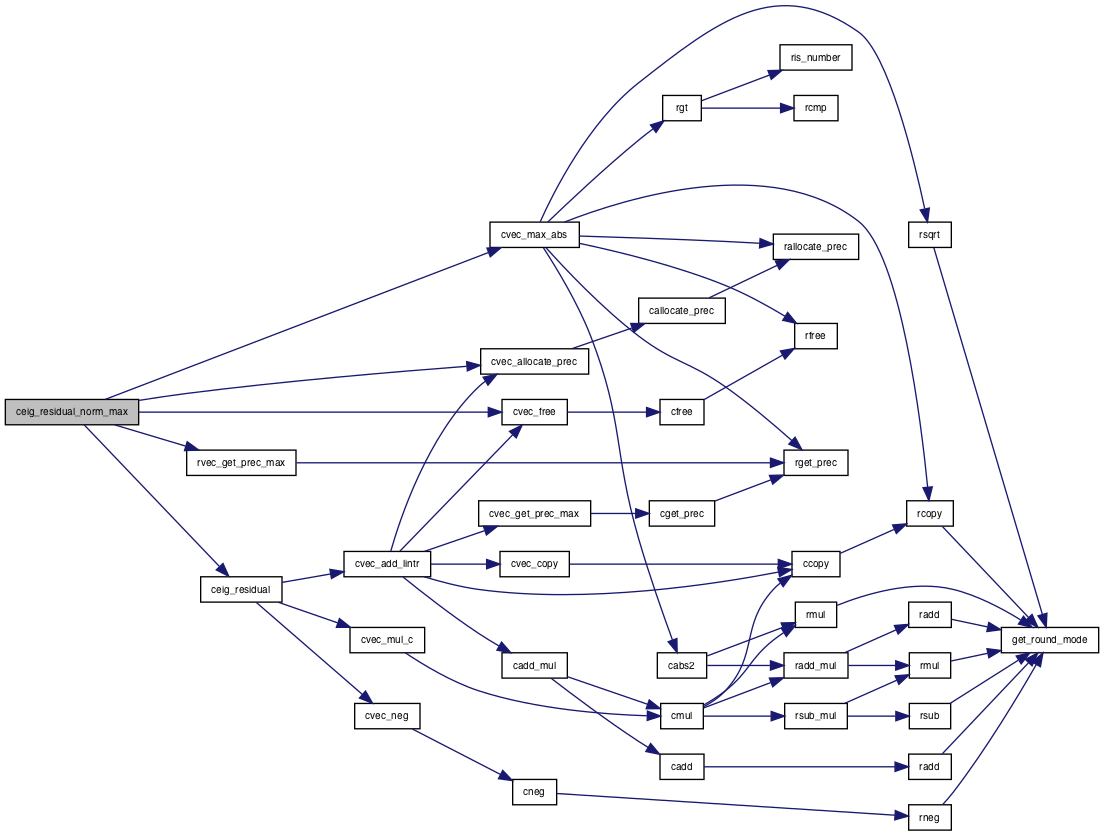 ris_number
rgt
rcmp
cvec_max_abs
rsqrt
rallocate_prec
callocate_prec
rfree
cvec_allocate_prec
ceig_residual_norm_max
cvec_free
cfree
rvec_get_prec_max
rget_prec
cvec_get_prec_max
cget_prec
rcopy
cvec_add_lintr
cvec_copy
ccopy
ceig_residual
rmul
radd
cvec_mul_c
get_round_mode
cadd_mul
cabs2
radd_mul
rmul
cvec_neg
cmul
rsub_mul
rsub
cadd
radd
cneg
rneg